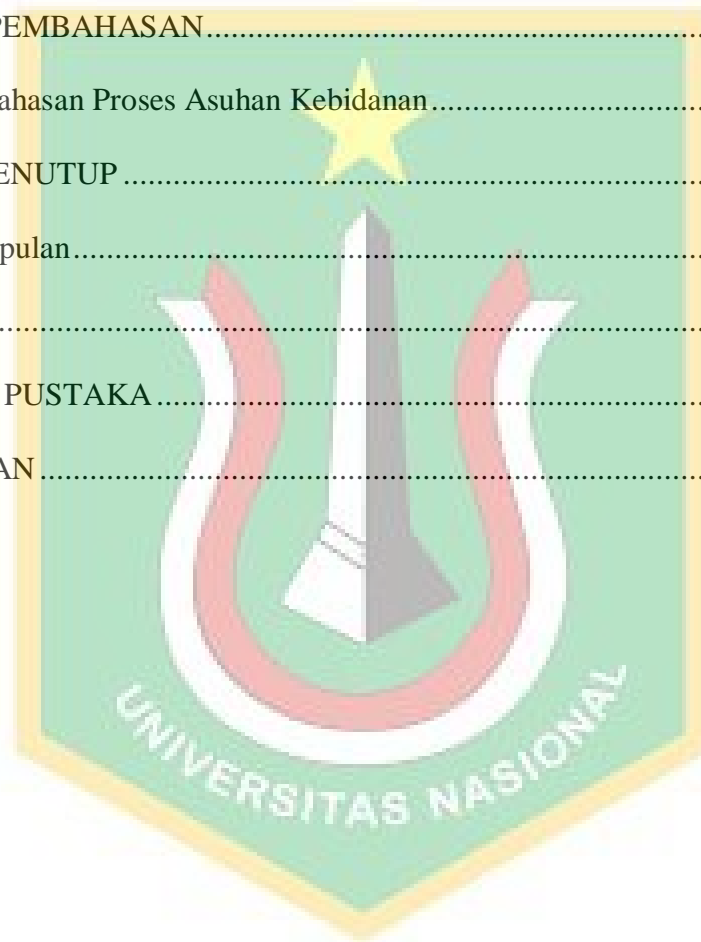 PEMBAHASAN.......................................................................
ahasan Proses Asuhan Kebidanan.....................................
ENUTUP...............................................................................
pulan.....................................................................................
..............................................................................................
PUSTAKA.............................................................................
AN.........................................................................................
UNIVERSITAS NASIONAL